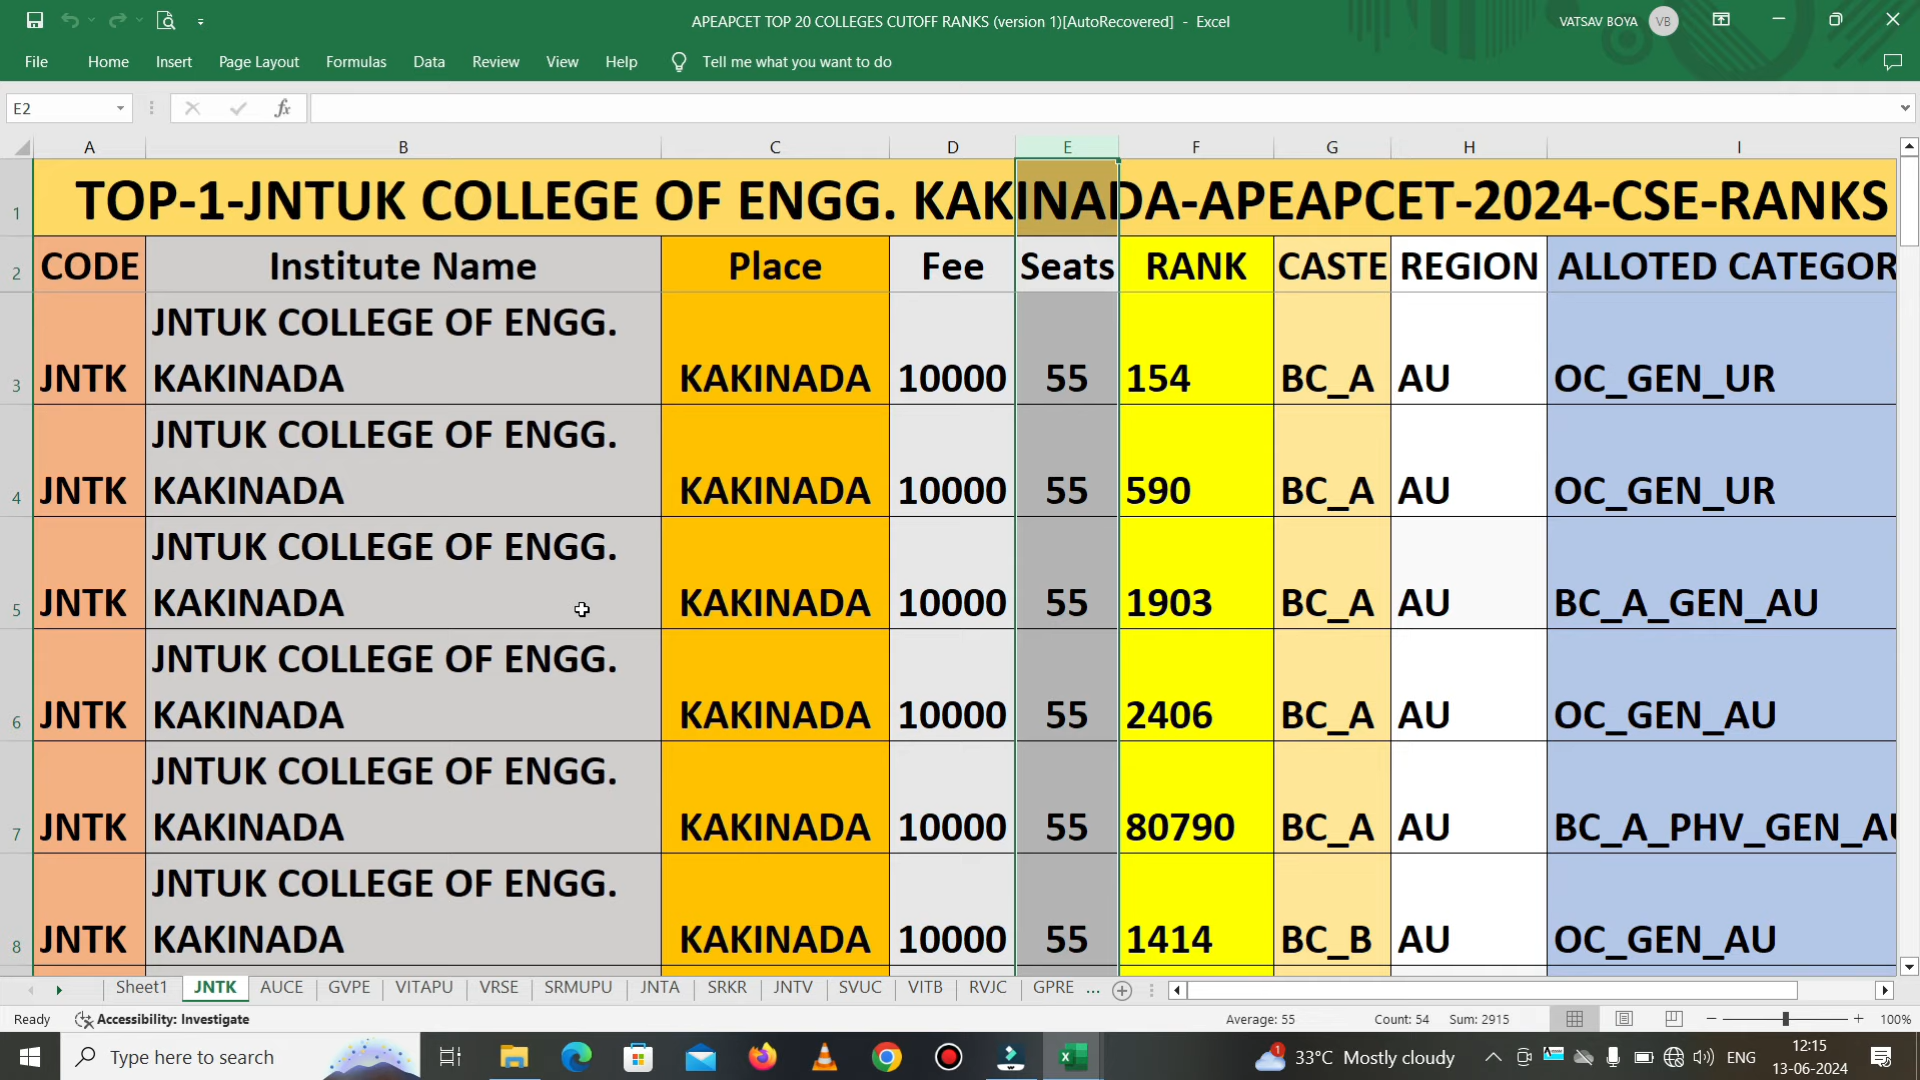 APEAPCET TOP 20 COLLEGES CUTOFF RANKS (version 1)[AutoRecovered] - Excel
VATSAV BOYA VB
File Home Insert Page Layout Formulas Data Review View Help Tell me what you want to do
E2 fx
A B C D E F G H I
1 TOP-1-JNTUK COLLEGE OF ENGG. KAKINADA-APEAPCET-2024-CSE-RANKS
2 CODE Institute Name Place Fee Seats RANK CASTE REGION ALLOTED CATEGOR
JNTUK COLLEGE OF ENGG.
3 JNTK KAKINADA KAKINADA 10000 55 154 BC_A AU OC_GEN_UR
JNTUK COLLEGE OF ENGG.
4 JNTK KAKINADA KAKINADA 10000 55 590 BC_A AU OC_GEN_UR
JNTUK COLLEGE OF ENGG.
5 JNTK KAKINADA KAKINADA 10000 55 1903 BC_A AU BC_A_GEN_AU
JNTUK COLLEGE OF ENGG.
6 JNTK KAKINADA KAKINADA 10000 55 2406 BC_A AU OC_GEN_AU
JNTUK COLLEGE OF ENGG.
7 JNTK KAKINADA KAKINADA 10000 55 80790 BC_A AU BC_A_PHV_GEN_AU
JNTUK COLLEGE OF ENGG.
8 JNTK KAKINADA KAKINADA 10000 55 1414 BC_B AU OC_GEN_AU
Sheet1 JNTK AUCE GVPE VITAPU VRSE SRMUPU JNTA SRKR JNTV SVUC VITB RVJC GPRE ...
Ready Accessibility: Investigate Average: 55 Count: 54 Sum: 2915 100%
Type here to search 1 33°C Mostly cloudy ENG 12:15
13-06-2024